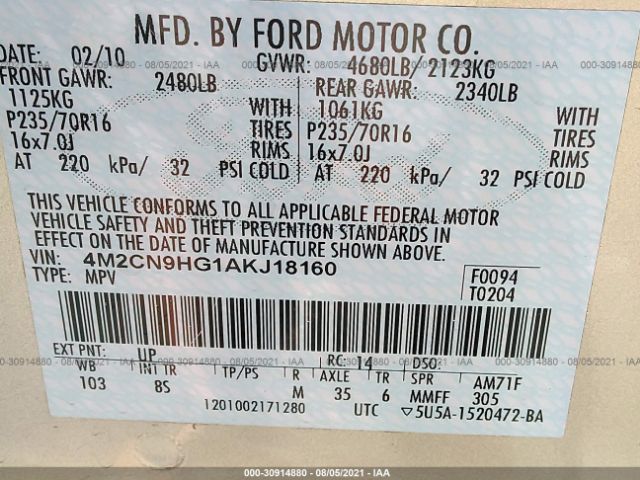 MFD. BY FORD MOTOR CO.
DATE: 02/10 GVWR: 4680LB/ 2123KG
FRONT GAWR: 2480LB REAR GAWR: 2340LB
1125KG WITH 1061KG WITH
P235/70R16 TIRES P235/70R16 TIRES
16x7.0J RIMS 16x7.0J RIMS
AT 220 kPa/ 32 PSI COLD AT 220 kPa/ 32 PSI COLD
THIS VEHICLE CONFORMS TO ALL APPLICABLE FEDERAL MOTOR
VEHICLE SAFETY AND THEFT PREVENTION STANDARDS IN
EFFECT ON THE DATE OF MANUFACTURE SHOWN ABOVE.
VIN: 4M2CN9HG1AKJ18160
TYPE: MPV
F0094
T0204
EXT PNT: UP RC: 14 DSO:
WB INT TR TP/PS R AXLE TR SPR AM71F
103 8S M 35 6 MMFF 305
1201002171280 UTC ▽5U5A-1520472-BA
000-30914880 - 08/05/2021 - IAA